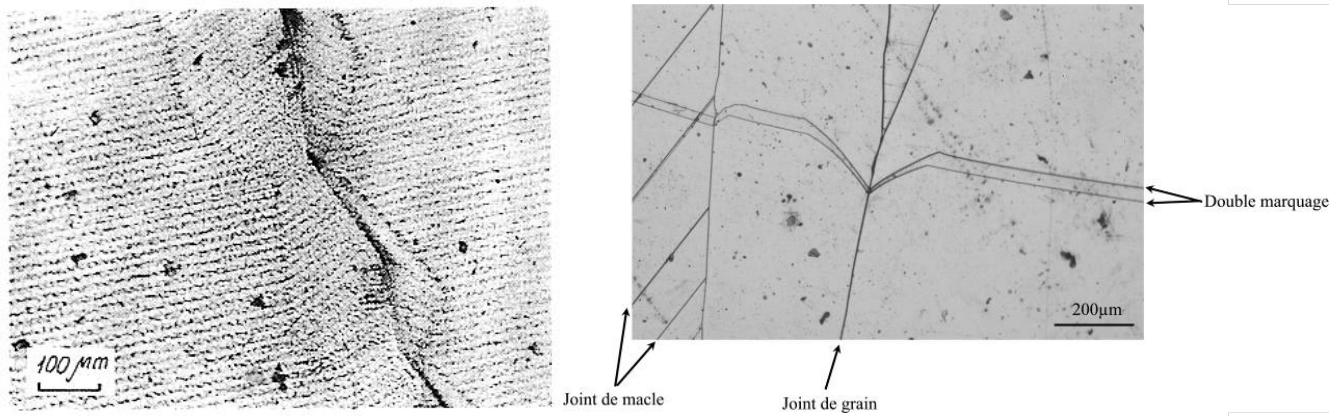 100 µm
Double marquage
200µm
Joint de macle
Joint de grain